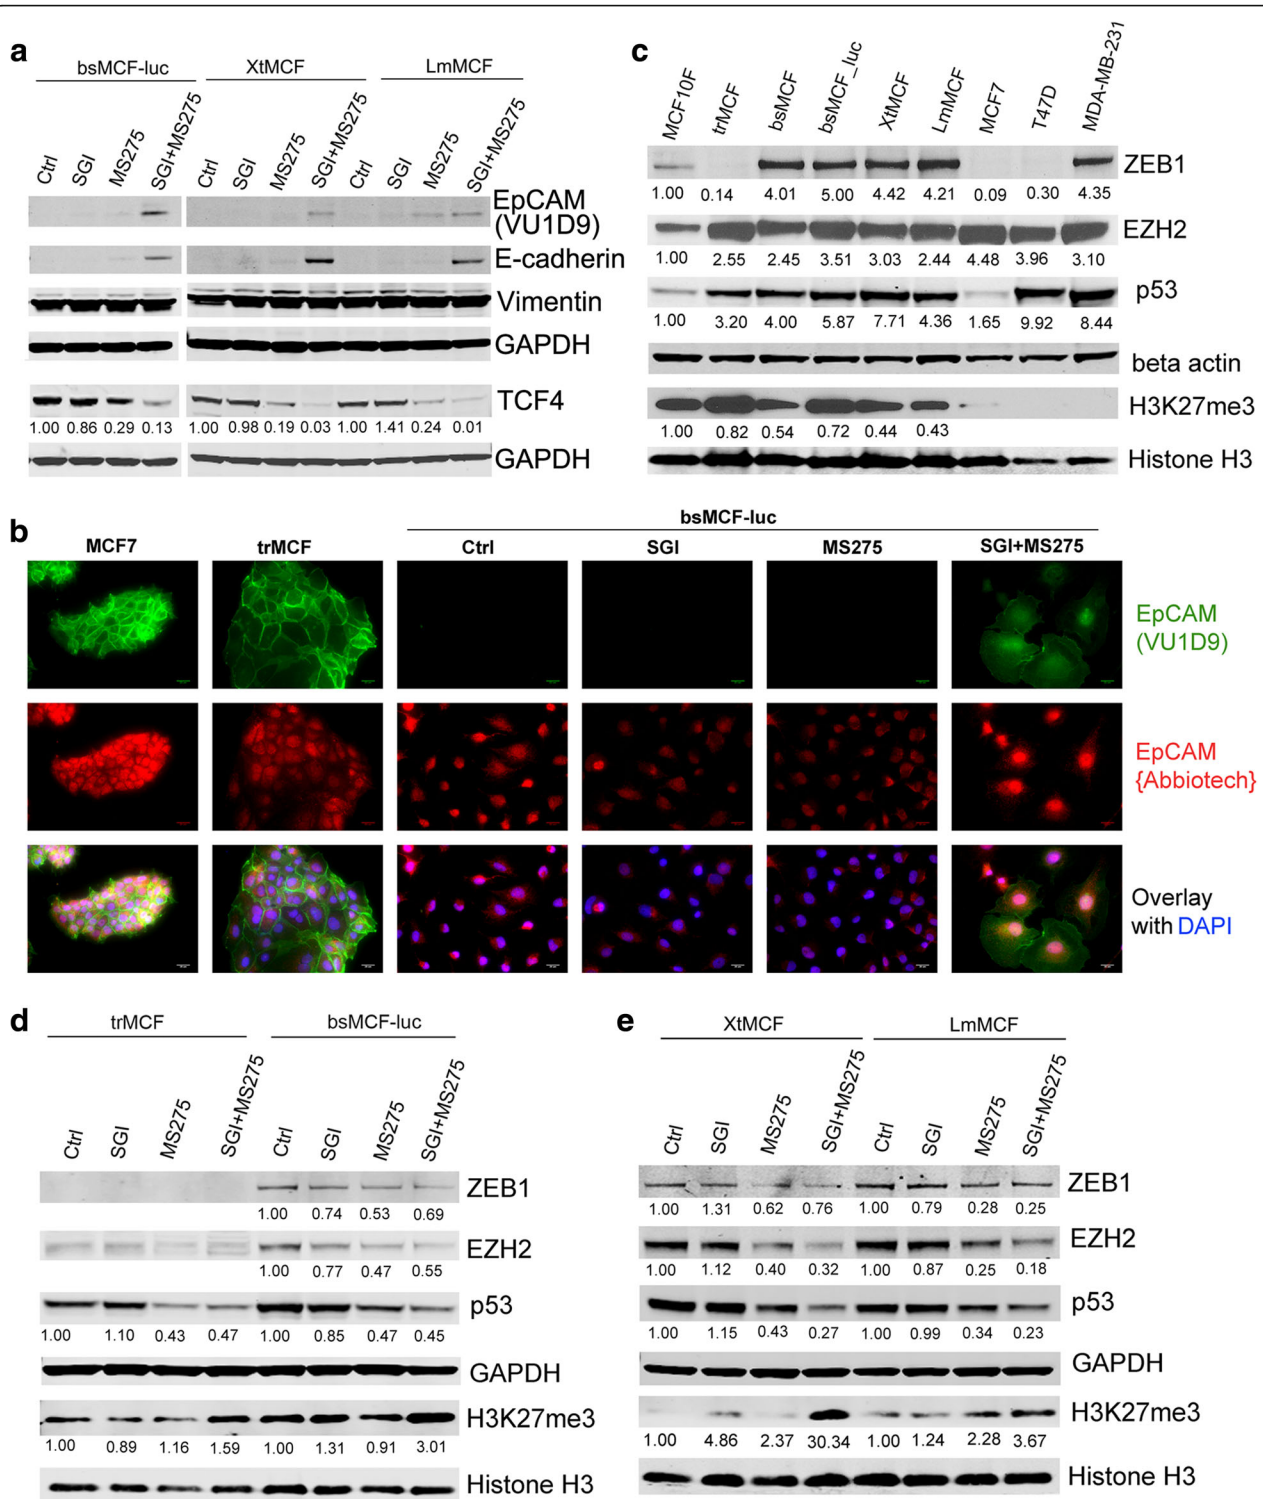 a
bsMCF-luc XtMCF LmMCF
Ctrl SGI MS275 SGI+MS275 Ctrl SGI MS275 SGI+MS275 Ctrl SGI MS275 SGI+MS275
EpCAM
(VU1D9)
E-cadherin
Vimentin
GAPDH
TCF4
1.00 0.86 0.29 0.13 1.00 0.98 0.19 0.03 1.00 1.41 0.24 0.01
GAPDH
c
MCF10F trMCF bsMCF bsMCF_luc XtMCF LmMCF MCF7 T47D MDA-MB-231
ZEB1
1.00 0.14 4.01 5.00 4.42 4.21 0.09 0.30 4.35
EZH2
1.00 2.55 2.45 3.51 3.03 2.44 4.48 3.96 3.10
p53
1.00 3.20 4.00 5.87 7.71 4.36 1.65 9.92 8.44
beta actin
H3K27me3
1.00 0.82 0.54 0.72 0.44 0.43
Histone H3
b
bsMCF-luc
MCF7 trMCF Ctrl SGI MS275 SGI+MS275
EpCAM
(VU1D9)
EpCAM
{Abbiotech}
Overlay
with DAPI
d
trMCF bsMCF-luc
Ctrl SGI MS275 SGI+MS275 Ctrl SGI MS275 SGI+MS275
ZEB1
1.00 0.74 0.53 0.69
EZH2
1.00 0.77 0.47 0.55
p53
1.00 1.10 0.43 0.47 1.00 0.85 0.47 0.45
GAPDH
H3K27me3
1.00 0.89 1.16 1.59 1.00 1.31 0.91 3.01
Histone H3
e
XtMCF LmMCF
Ctrl SGI MS275 SGI+MS275 Ctrl SGI MS275 SGI+MS275
ZEB1
1.00 1.31 0.62 0.76 1.00 0.79 0.28 0.25
EZH2
1.00 1.12 0.40 0.32 1.00 0.87 0.25 0.18
p53
1.00 1.15 0.43 0.27 1.00 0.99 0.34 0.23
GAPDH
H3K27me3
1.00 4.86 2.37 30.34 1.00 1.24 2.28 3.67
Histone H3